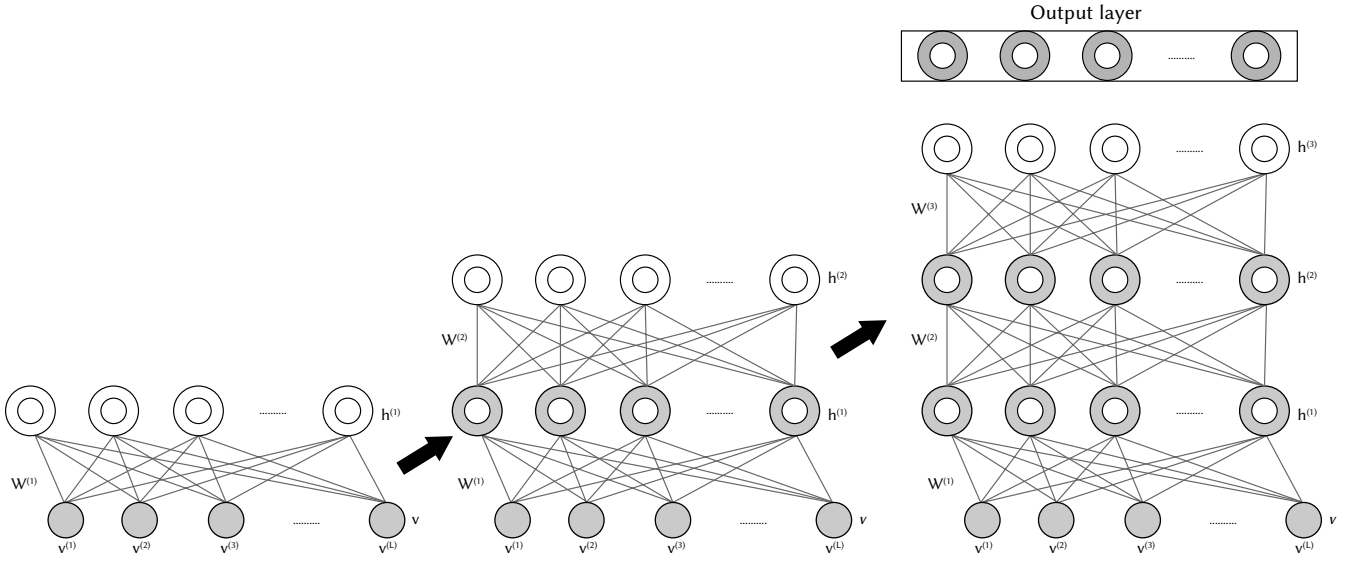 Output layer
..........
h⁽³⁾
..........
W⁽³⁾
h⁽²⁾
..........
h⁽²⁾
..........
W⁽²⁾
W⁽²⁾
h⁽¹⁾
..........
h⁽¹⁾
..........
h⁽¹⁾
..........
W⁽¹⁾
W⁽¹⁾
W⁽¹⁾
.......... v
.......... v
.......... v
v⁽¹⁾ v⁽²⁾ v⁽³⁾ v⁽ᴸ⁾
v⁽¹⁾ v⁽²⁾ v⁽³⁾ v⁽ᴸ⁾
v⁽¹⁾ v⁽²⁾ v⁽³⁾ v⁽ᴸ⁾